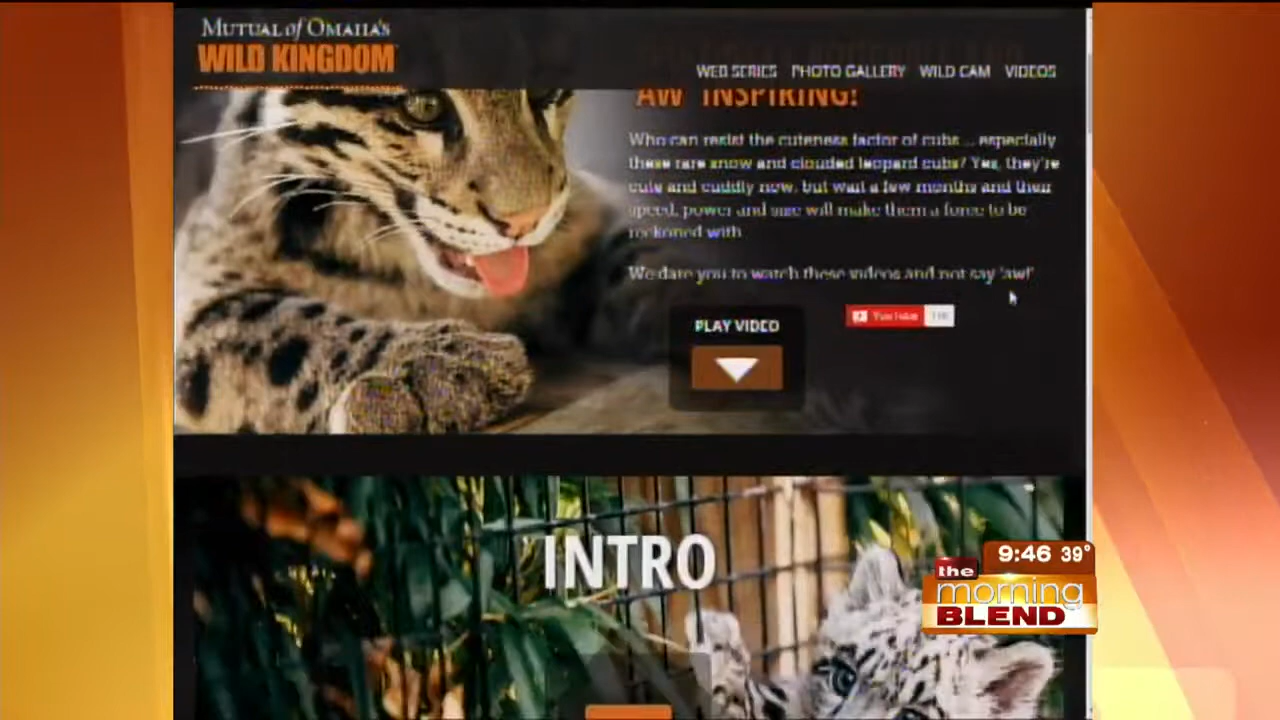 MUTUAL of OMAHA'S
WILD KINGDOM
WEB SERIES PHOTO GALLERY WILD CAM VIDEOS
AW INSPIRING!
Who can resist the cuteness factor of cubs ... especially
these rare snow and clouded leopard cubs? Yes, they're
cute and cuddly now, but wait a few months and their
speed, power and size will make them a force to be
reckoned with.
We dare you to watch these videos and not say 'aw!'
PLAY VIDEO
YouTube
INTRO
9:46 39°
the
morning
BLEND